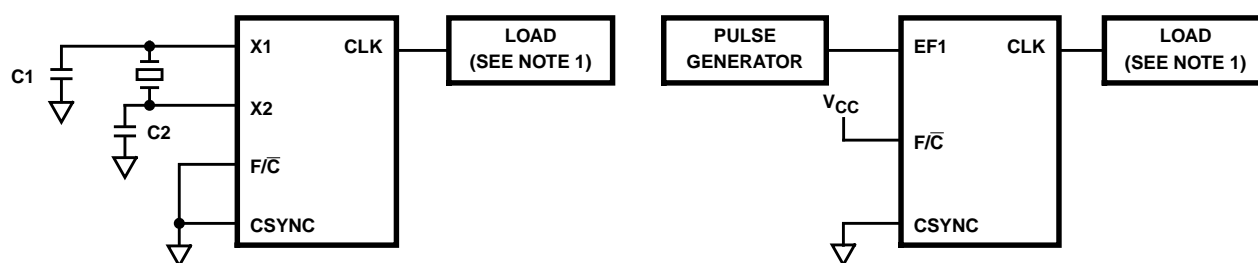 X1
CLK
LOAD
(SEE NOTE 1)
C1
X2
C2
F/C̅
CSYNC
PULSE
GENERATOR
EF1
CLK
LOAD
(SEE NOTE 1)
VCC
F/C̅
CSYNC